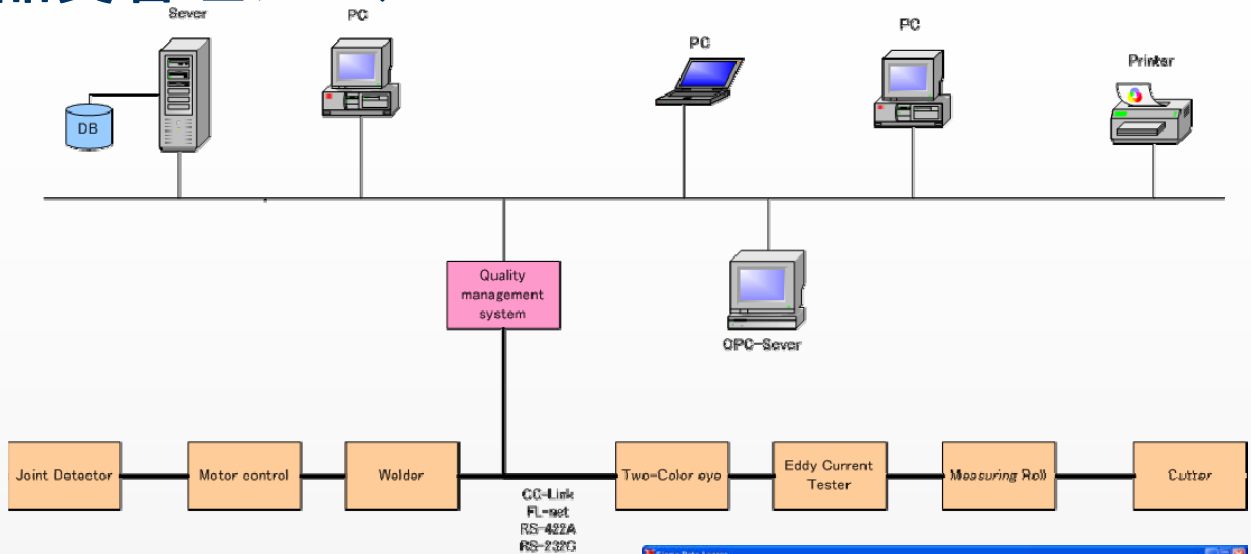 Sever
PC
PC
PC
Printer
DB
Quality
management
system
OPC-Sever
Joint Detector
Motor control
Welder
Two-Color eye
Eddy Current
Tester
Measuring Roll
Cutter
CC-Link
FL-net
RS-422A
RS-232C